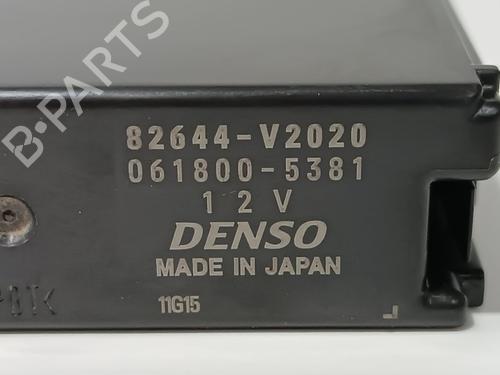 B-PARTS
82644-V2020
061800-5381
12V
DENSO
MADE IN JAPAN
11G15